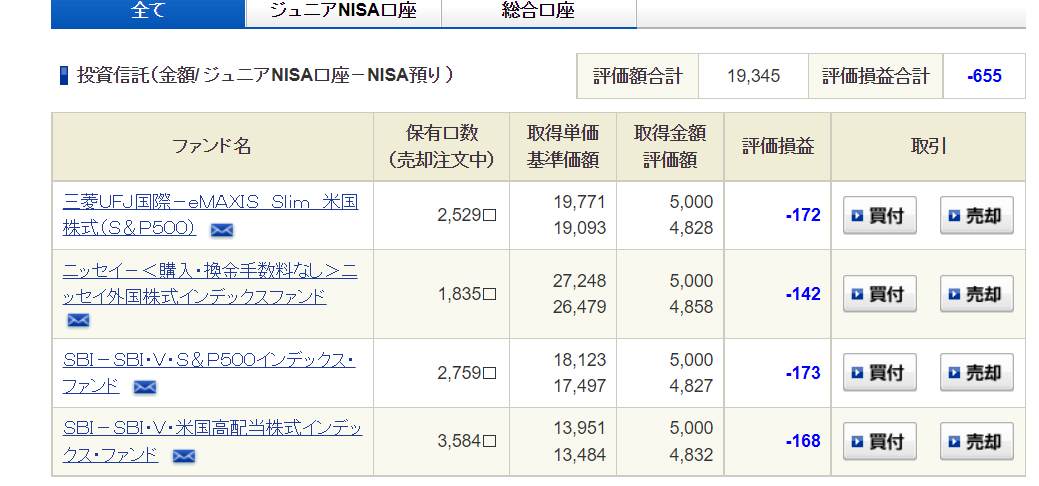 全て
ジュニアNISA口座
総合口座
投資信託(金額/ジュニアNISA口座-NISA預り)
評価額合計
19,345
評価損益合計
-655
ファンド名
保有口数
(売却注文中)
取得単価
基準価額
取得金額
評価額
評価損益
取引
三菱UFJ国際-eMAXIS Slim 米国
株式(S&P500)
2,529口
19,771
19,093
5,000
4,828
-172
買付
売却
ニッセイ-<購入・換金手数料なし>ニ
ッセイ外国株式インデックスファンド
1,835口
27,248
26,479
5,000
4,858
-142
買付
売却
SBI-SBI・V・S&P500インデックス・
ファンド
2,759口
18,123
17,497
5,000
4,827
-173
買付
売却
SBI-SBI・V・米国高配当株式インデッ
クス・ファンド
3,584口
13,951
13,484
5,000
4,832
-168
買付
売却